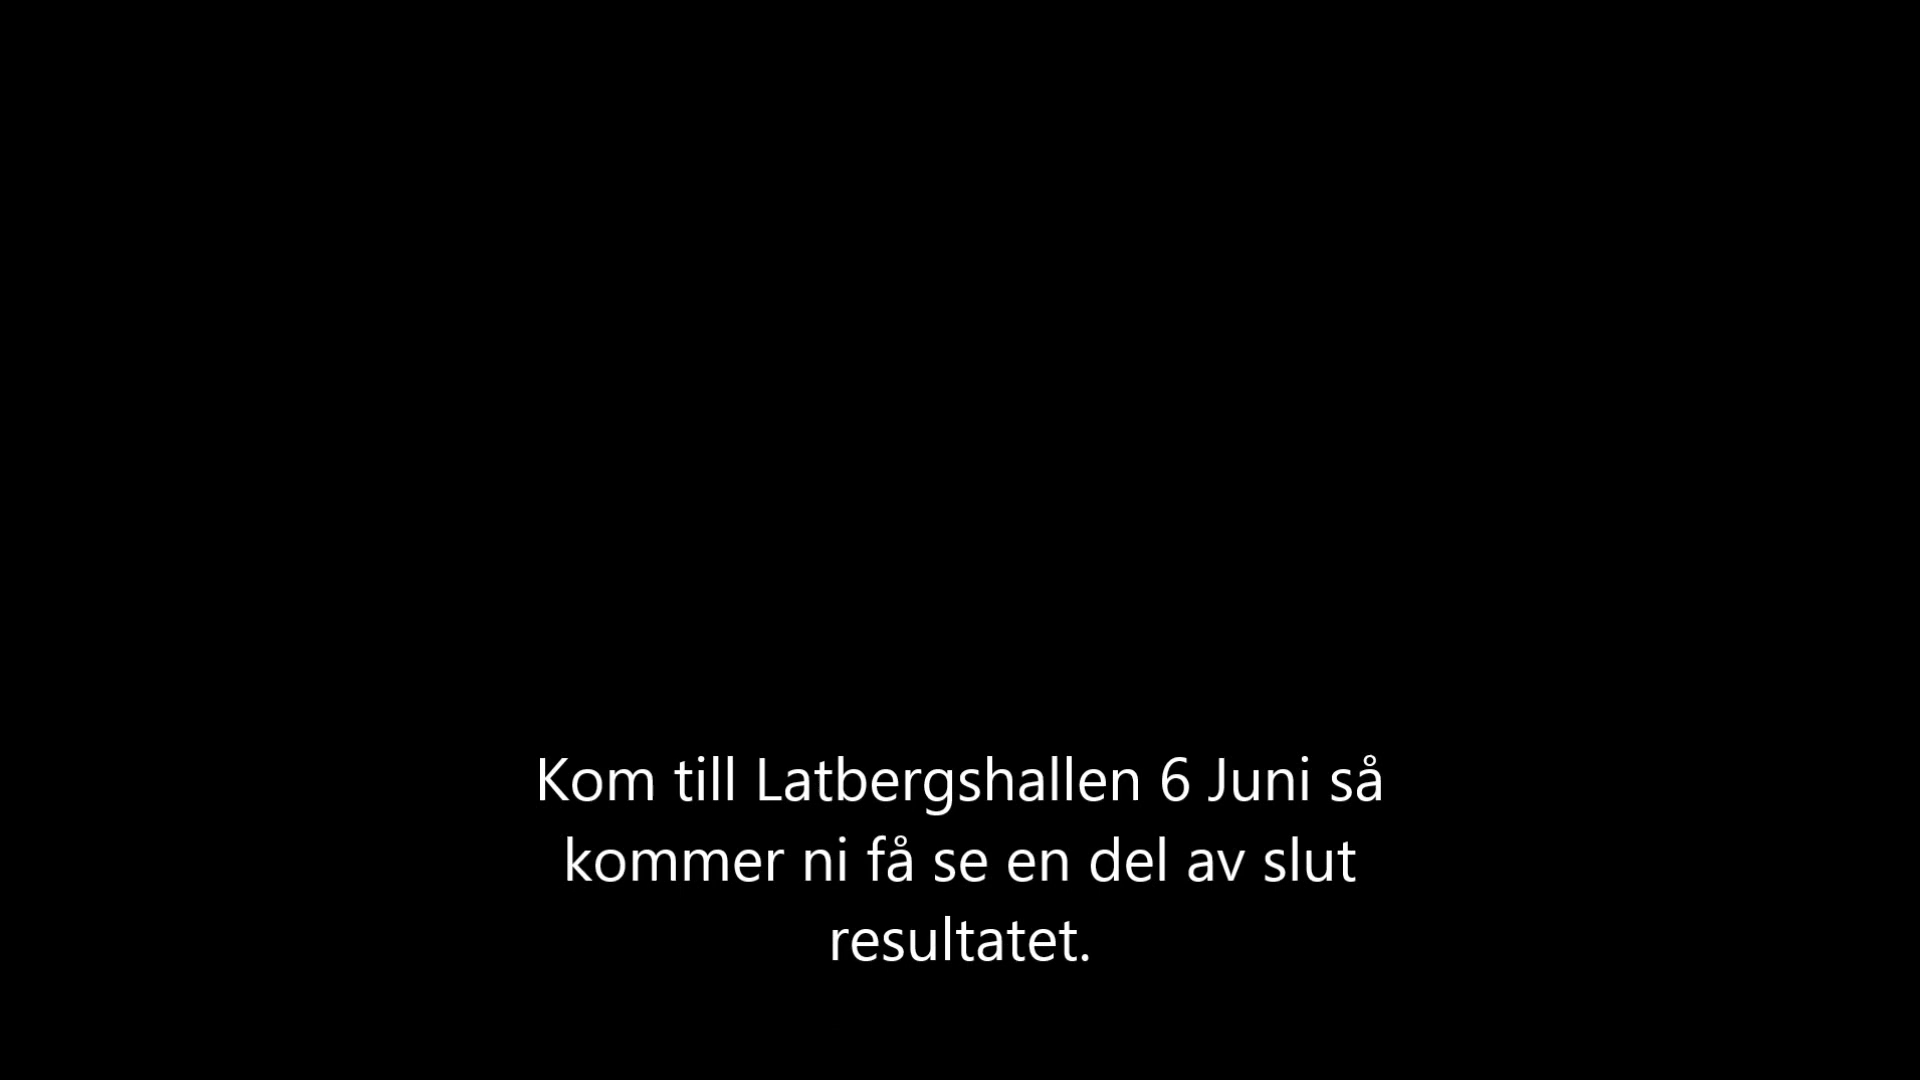 Kom till Latbergshallen 6 Juni så
kommer ni få se en del av slut
resultatet.